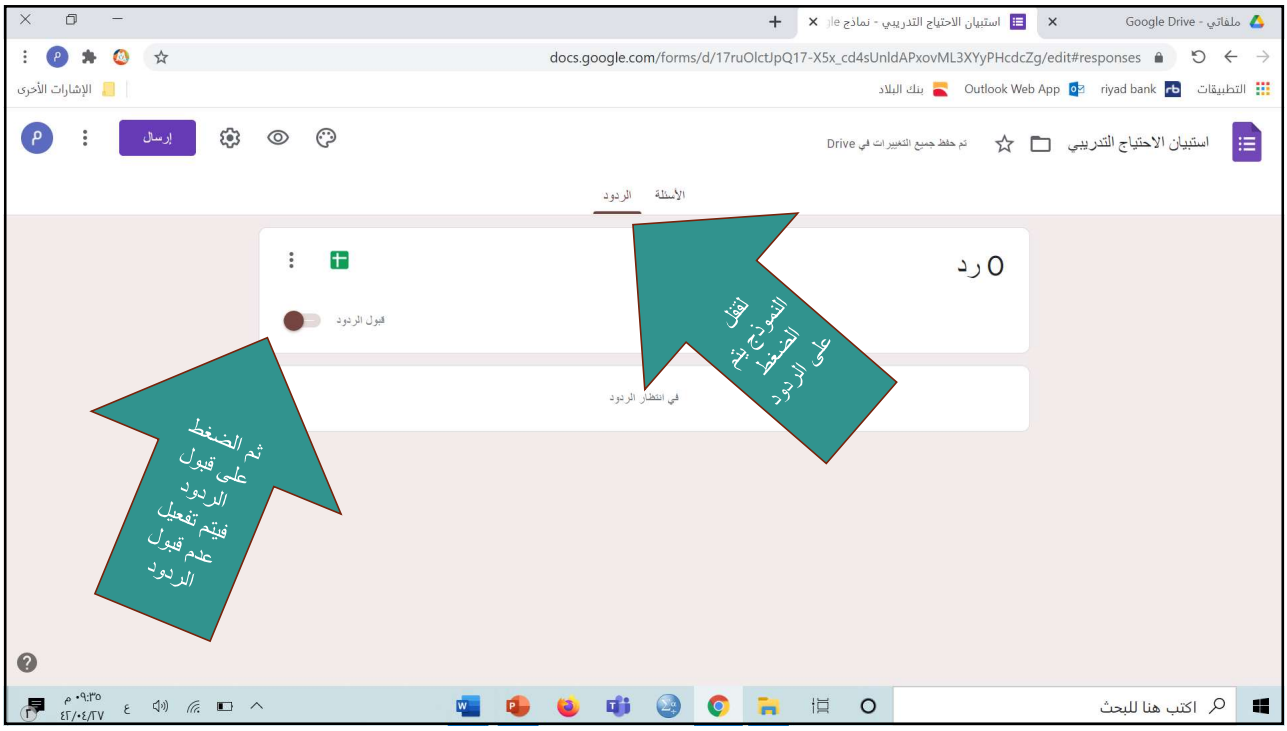 ملفاتي - Google Drive
استبيان الاحتياج التدريبي - نماذج
docs.google.com/forms/d/17ruOlctJpQ17-X5x_cd4sUnldAPxovML3XYyPHcdcZg/edit#responses
التطبيقات
riyad bank
Outlook Web App
بنك البلاد
الإشارات الأخرى
استبيان الاحتياج التدريبي
تم حفظ جميع التغييرات في Drive
إرسال
الأسئلة الردود
0 رد
قبول الردود
في انتظار الردود
لقفل
النموذج يتم
الضغط
على الردود
ثم الضغط
على قبول
الردود
فيتم تفعيل
عدم قبول
الردود
اكتب هنا للبحث
ع
٠٩:٣٥ م
٤٢/٠٤/٢٧